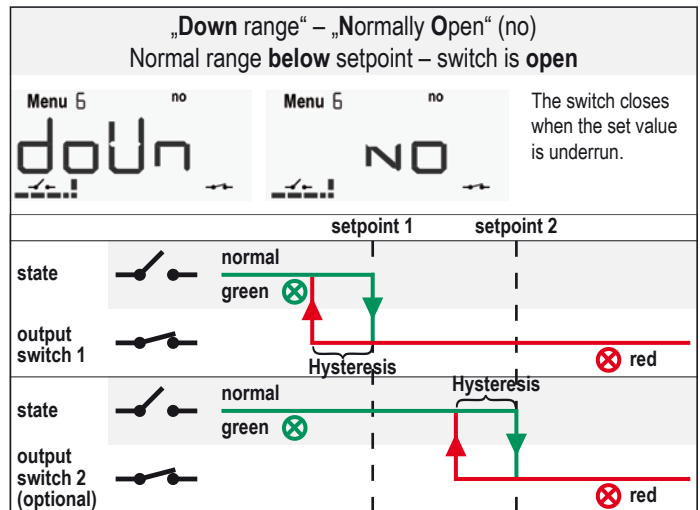 „Down range“ – „Normally Open“ (no)
Normal range below setpoint – switch is open
Menu 6 no
doUn
Menu 6 no
NO
The switch closes
when the set value
is underrun.
setpoint 1 setpoint 2
state
normal
green
output
switch 1
Hysteresis
red
state
normal
green
Hysteresis
output
switch 2
(optional)
red